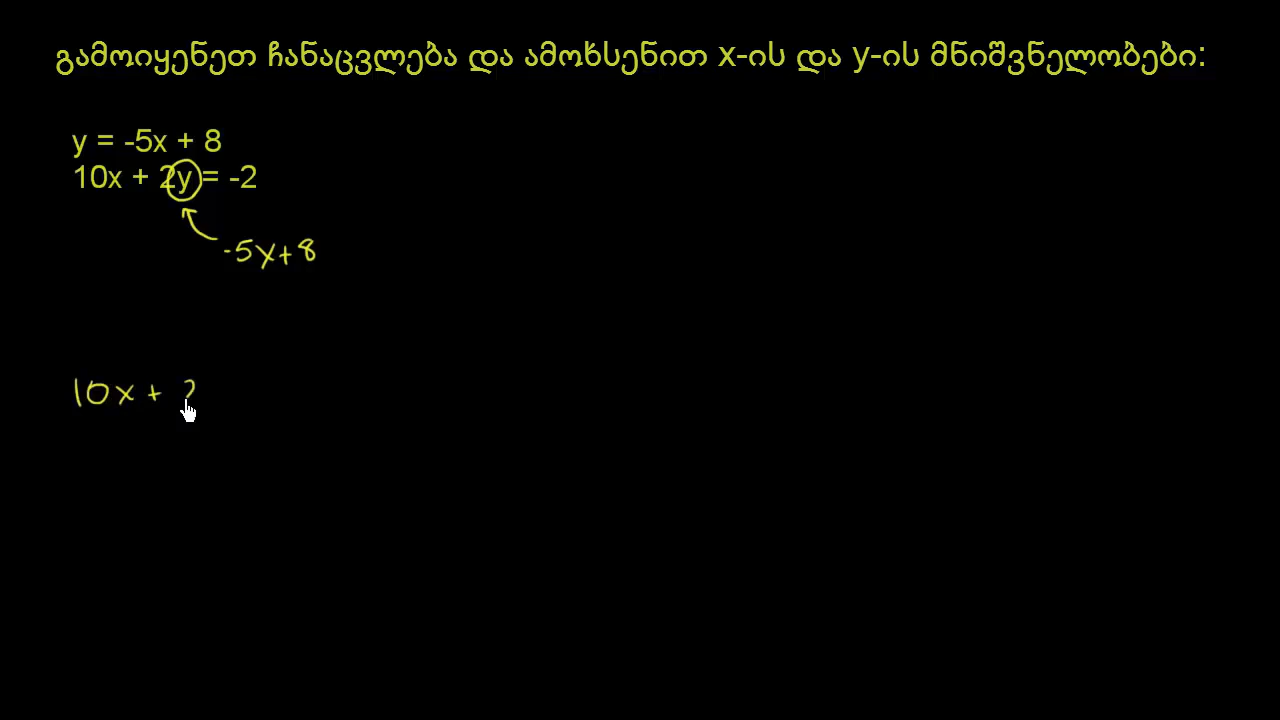 გამოიყენეთ ჩანაცვლება და ამოხსენით x-ის და y-ის მნიშვნელობები:
y = -5x + 8
10x + 2y = -2
-5x+8
10x + 2